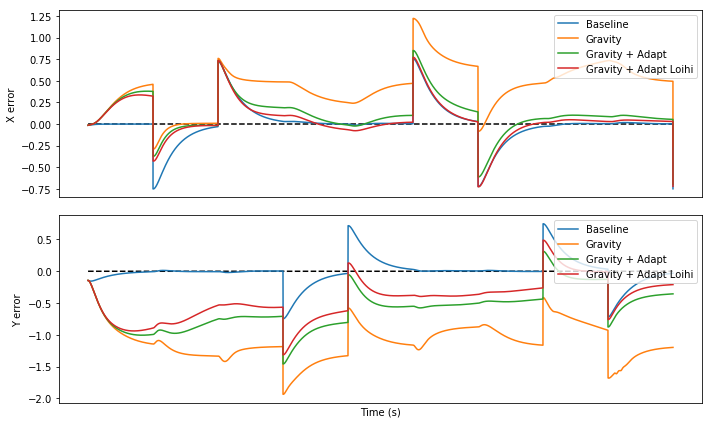 1.25
1.00
0.75
0.50
0.25
0.00
−0.25
−0.50
−0.75
X error
Baseline
Gravity
Gravity + Adapt
Gravity + Adapt Loihi
0.5
0.0
−0.5
−1.0
−1.5
−2.0
Y error
Baseline
Gravity
Gravity + Adapt
Gravity + Adapt Loihi
Time (s)